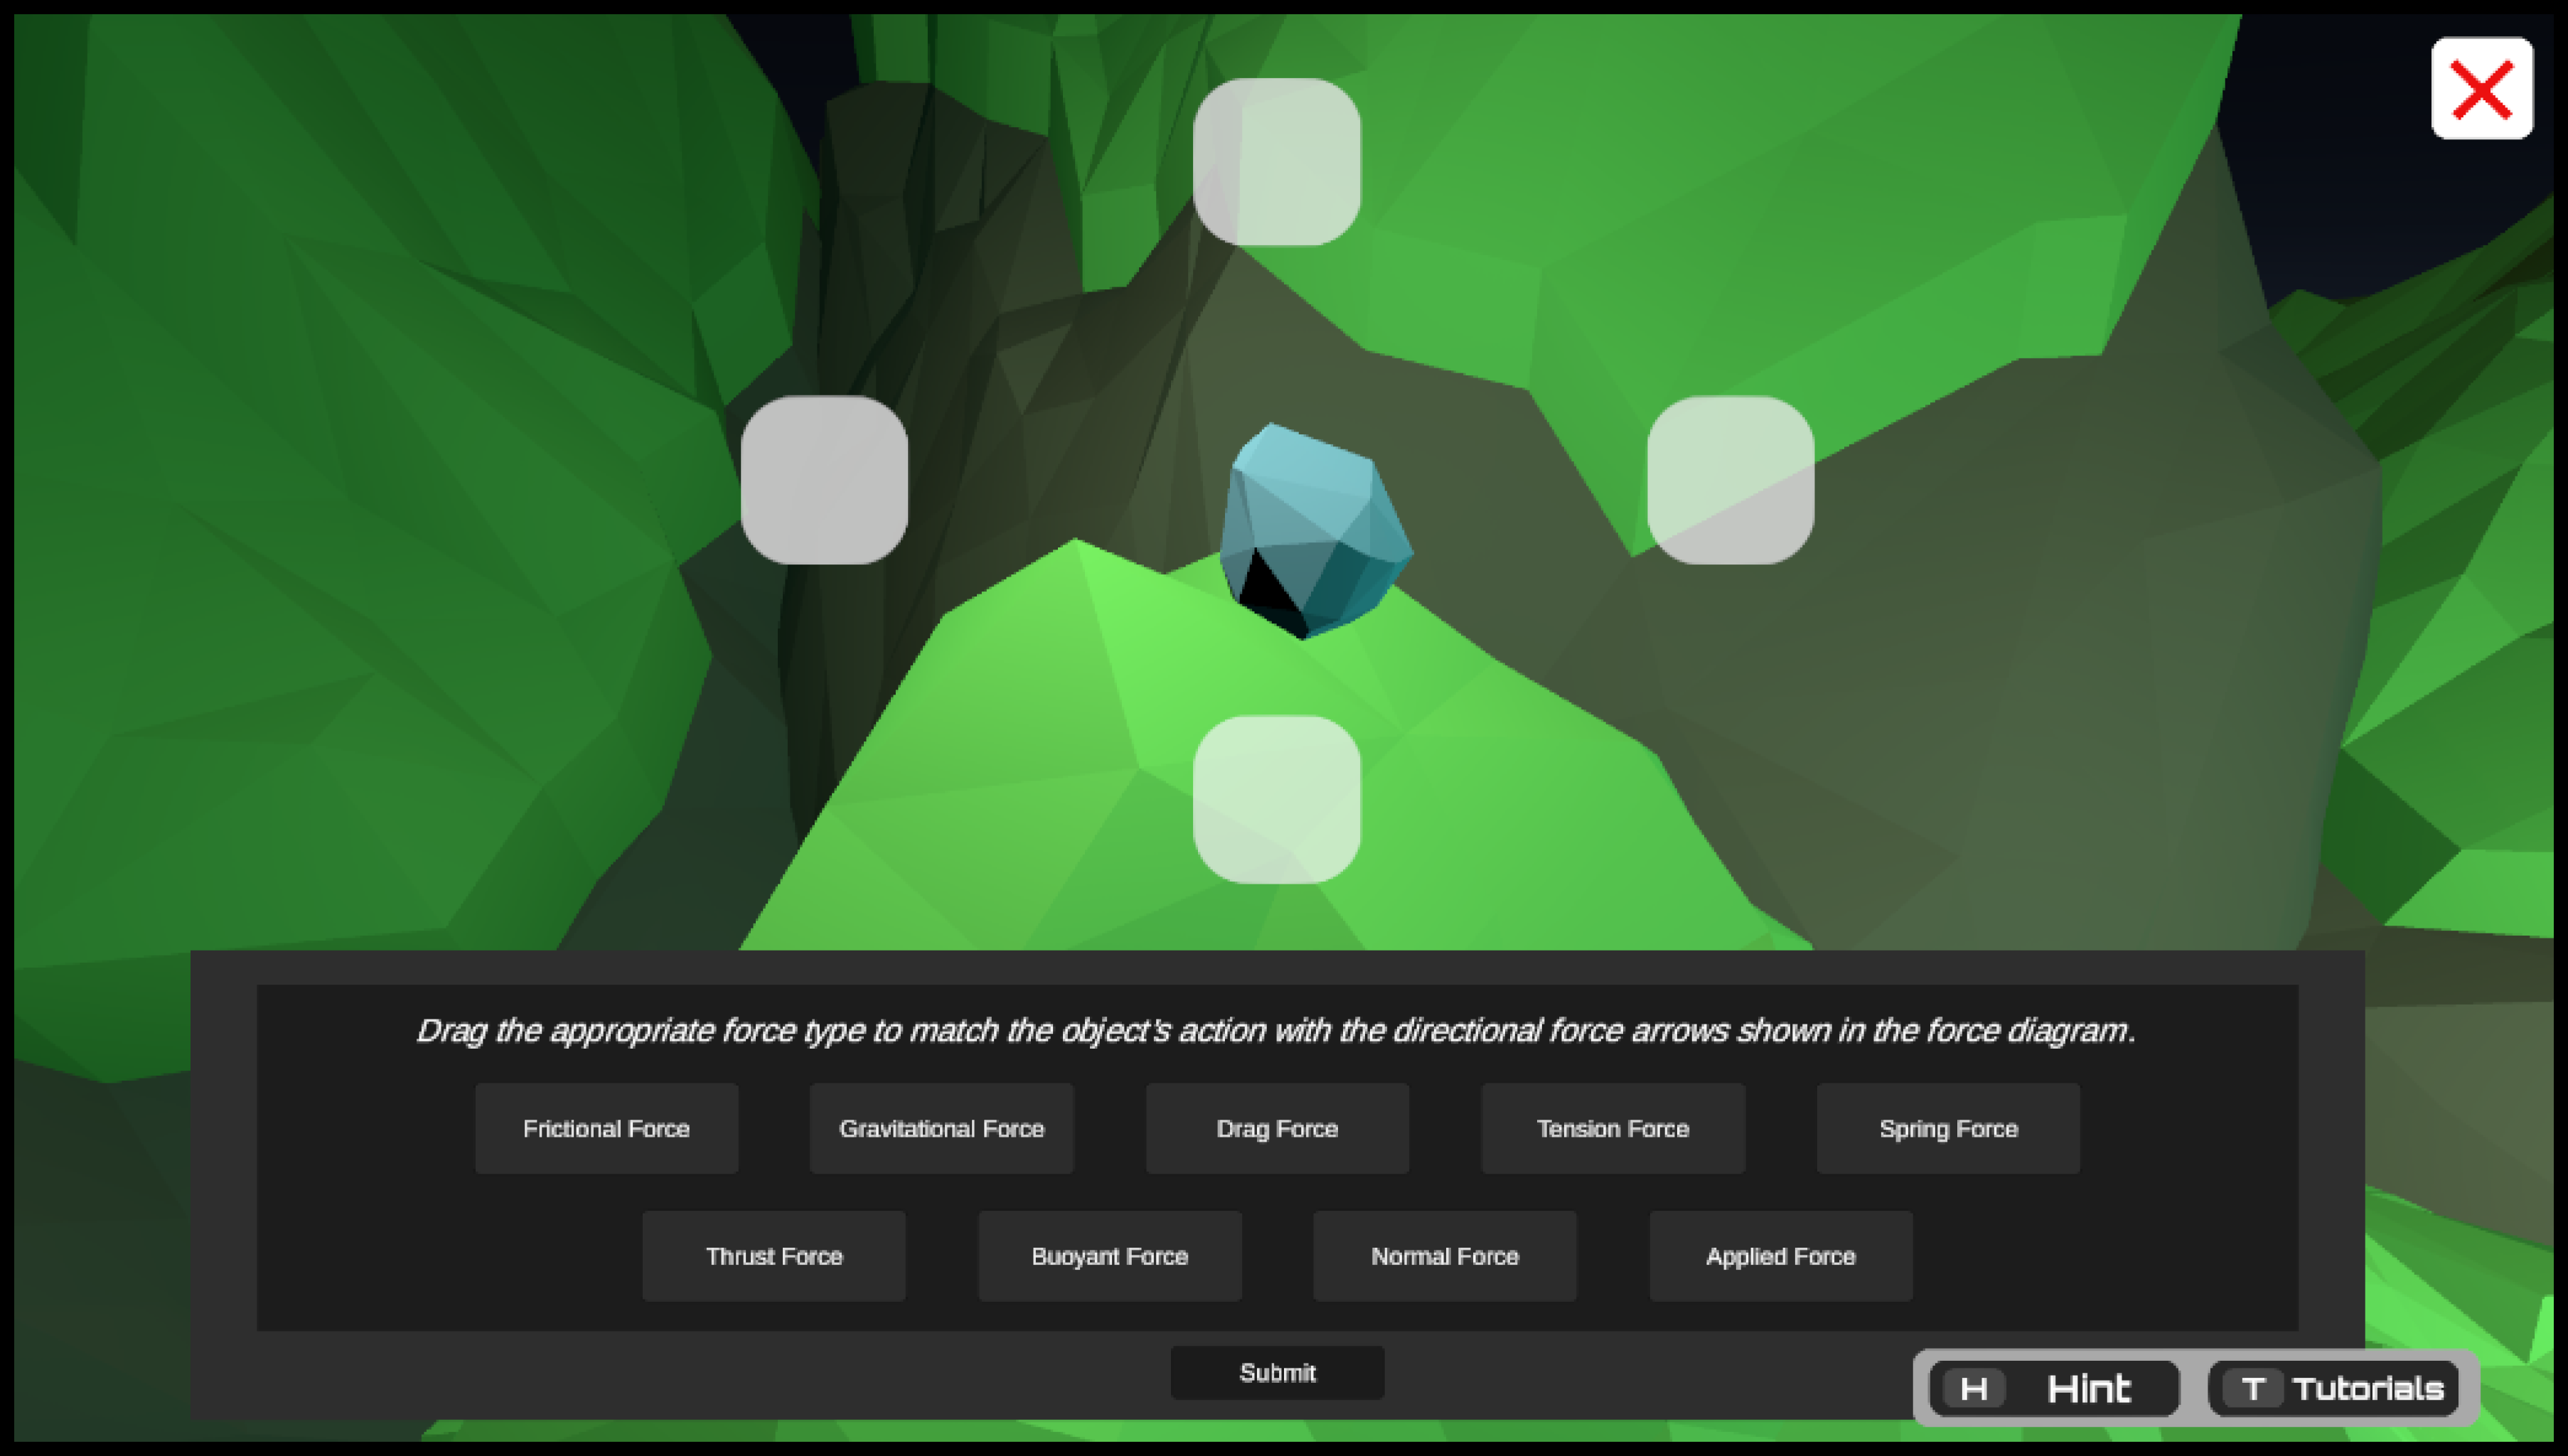 Drag the appropriate force type to match the object's action with the directional force arrows shown in the force diagram.
Frictional Force
Gravitational Force
Drag Force
Tension Force
Spring Force
Thrust Force
Buoyant Force
Normal Force
Applied Force
Submit
H Hint
T Tutorials